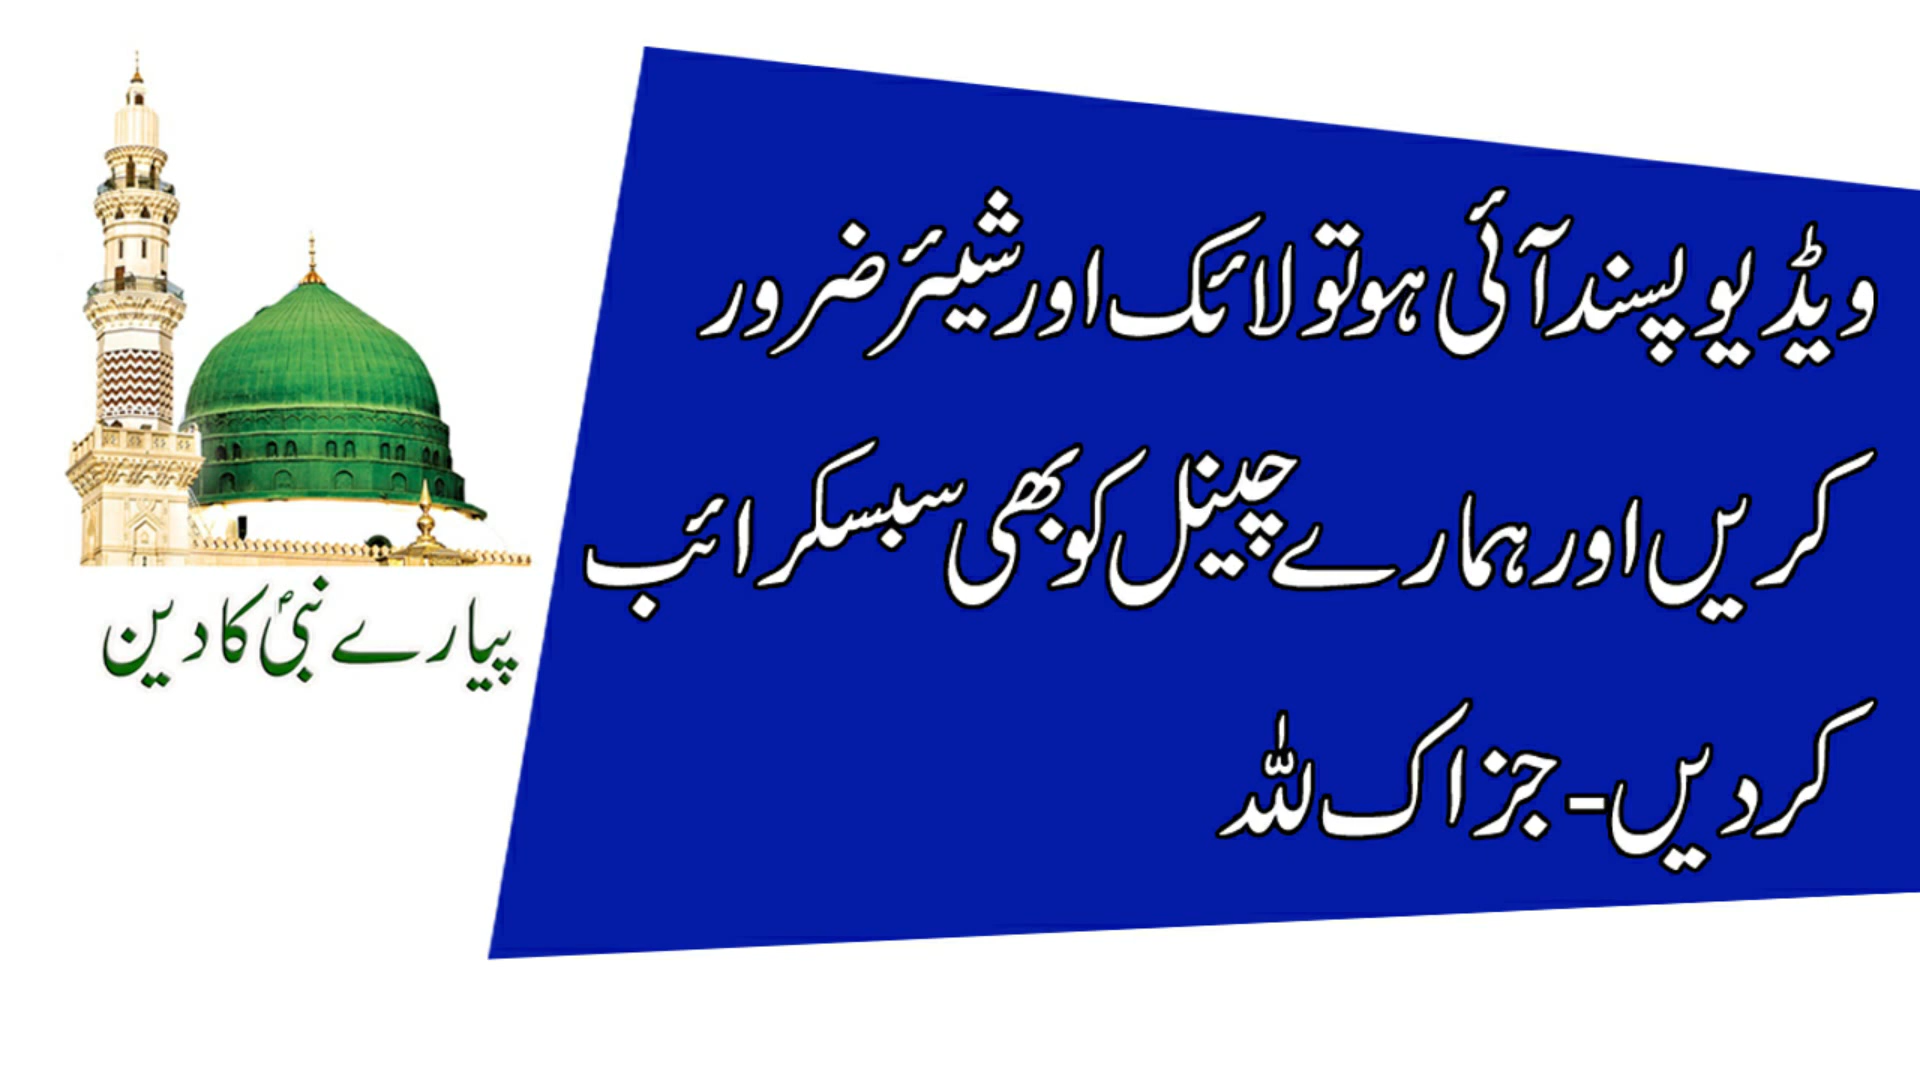 ویڈیو پسند آئی ہو تو لائک اور شیئر ضرور
کریں اور ہمارے چینل کو بھی سبسکرائب
کردیں - جزاک للہ
پیارے نبیؐ کا دین